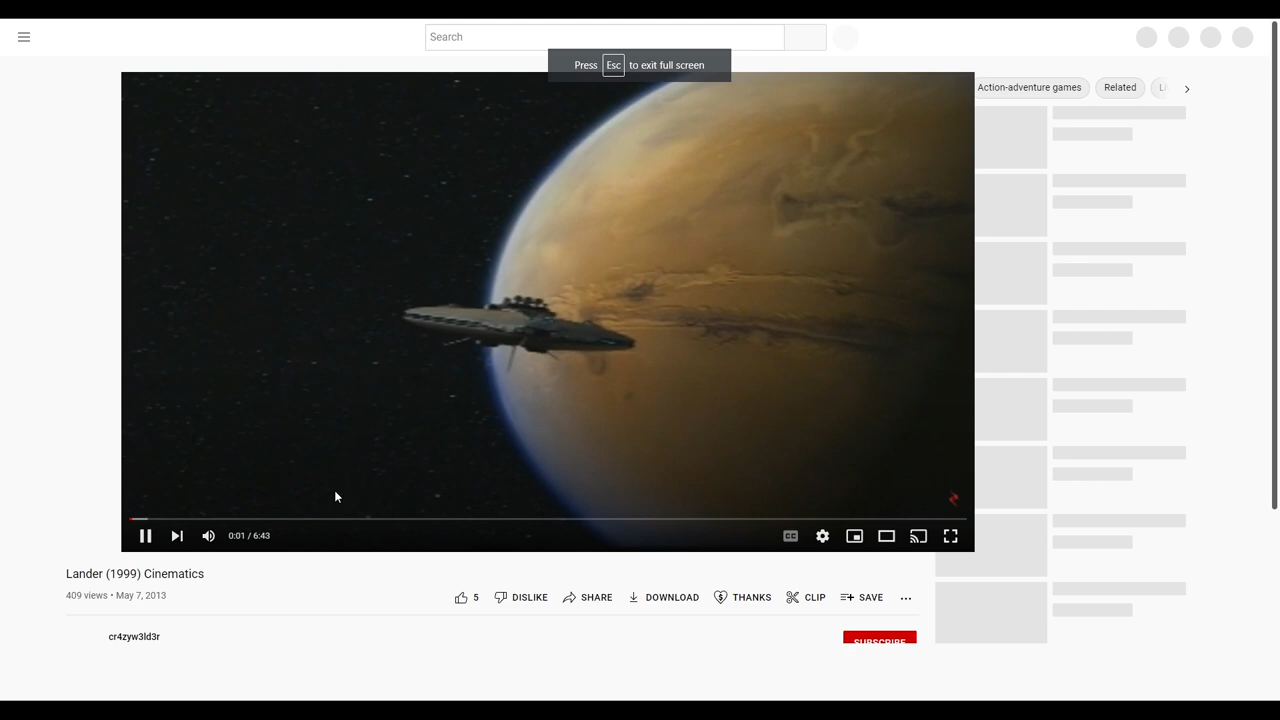 Search
Press Esc to exit full screen
Action-adventure games
Related
0:01 / 6:43
CC
Lander (1999) Cinematics
409 views • May 7, 2013
5
DISLIKE
SHARE
DOWNLOAD
THANKS
CLIP
SAVE
cr4zyw3ld3r
SUBSCRIBE